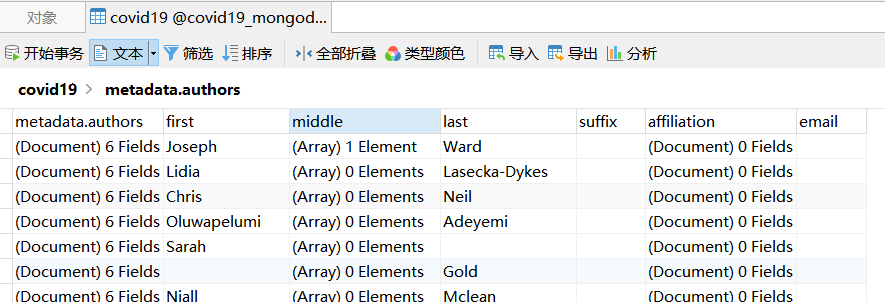 对象 covid19 @covid19_mongod...
开始事务 文本 筛选 排序 全部折叠 类型颜色 导入 导出 分析
covid19 > metadata.authors
metadata.authors first middle last suffix affiliation email
(Document) 6 Fields Joseph (Array) 1 Element Ward (Document) 0 Fields
(Document) 6 Fields Lidia (Array) 0 Elements Lasecka-Dykes (Document) 0 Fields
(Document) 6 Fields Chris (Array) 0 Elements Neil (Document) 0 Fields
(Document) 6 Fields Oluwapelumi (Array) 0 Elements Adeyemi (Document) 0 Fields
(Document) 6 Fields Sarah (Array) 0 Elements (Document) 0 Fields
(Document) 6 Fields (Array) 0 Elements Gold (Document) 0 Fields
(Document) 6 Fields Niall (Array) 0 Elements Mclean (Document) 0 Fields